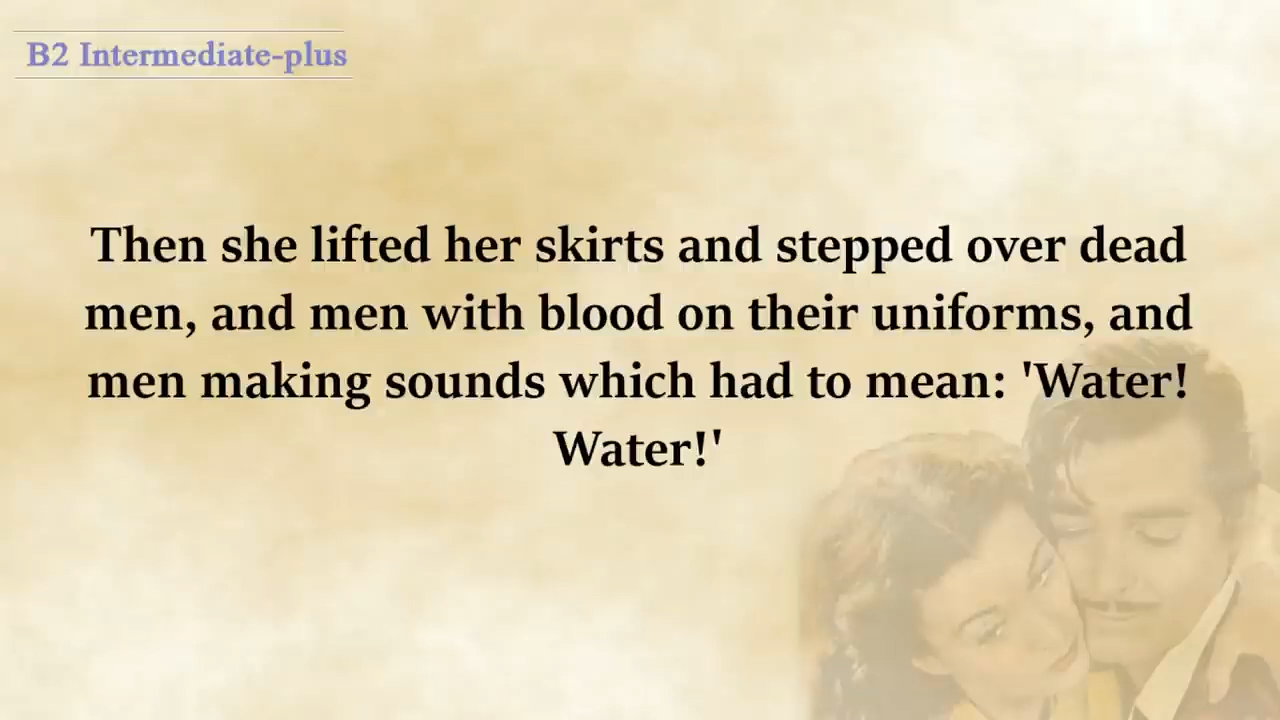 B2 Intermediate-plus
Then she lifted her skirts and stepped over dead
men, and men with blood on their uniforms, and
men making sounds which had to mean: 'Water!
Water!'